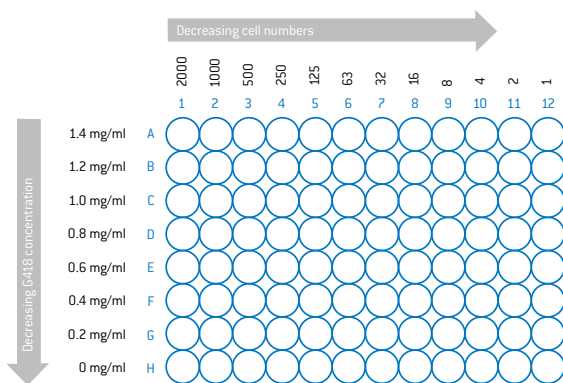 Decreasing cell numbers
2000 1000 500 250 125 63 32 16 8 4 2 1
1 2 3 4 5 6 7 8 9 10 11 12
Decreasing G418 concentration
1.4 mg/ml A
1.2 mg/ml B
1.0 mg/ml C
0.8 mg/ml D
0.6 mg/ml E
0.4 mg/ml F
0.2 mg/ml G
0 mg/ml H